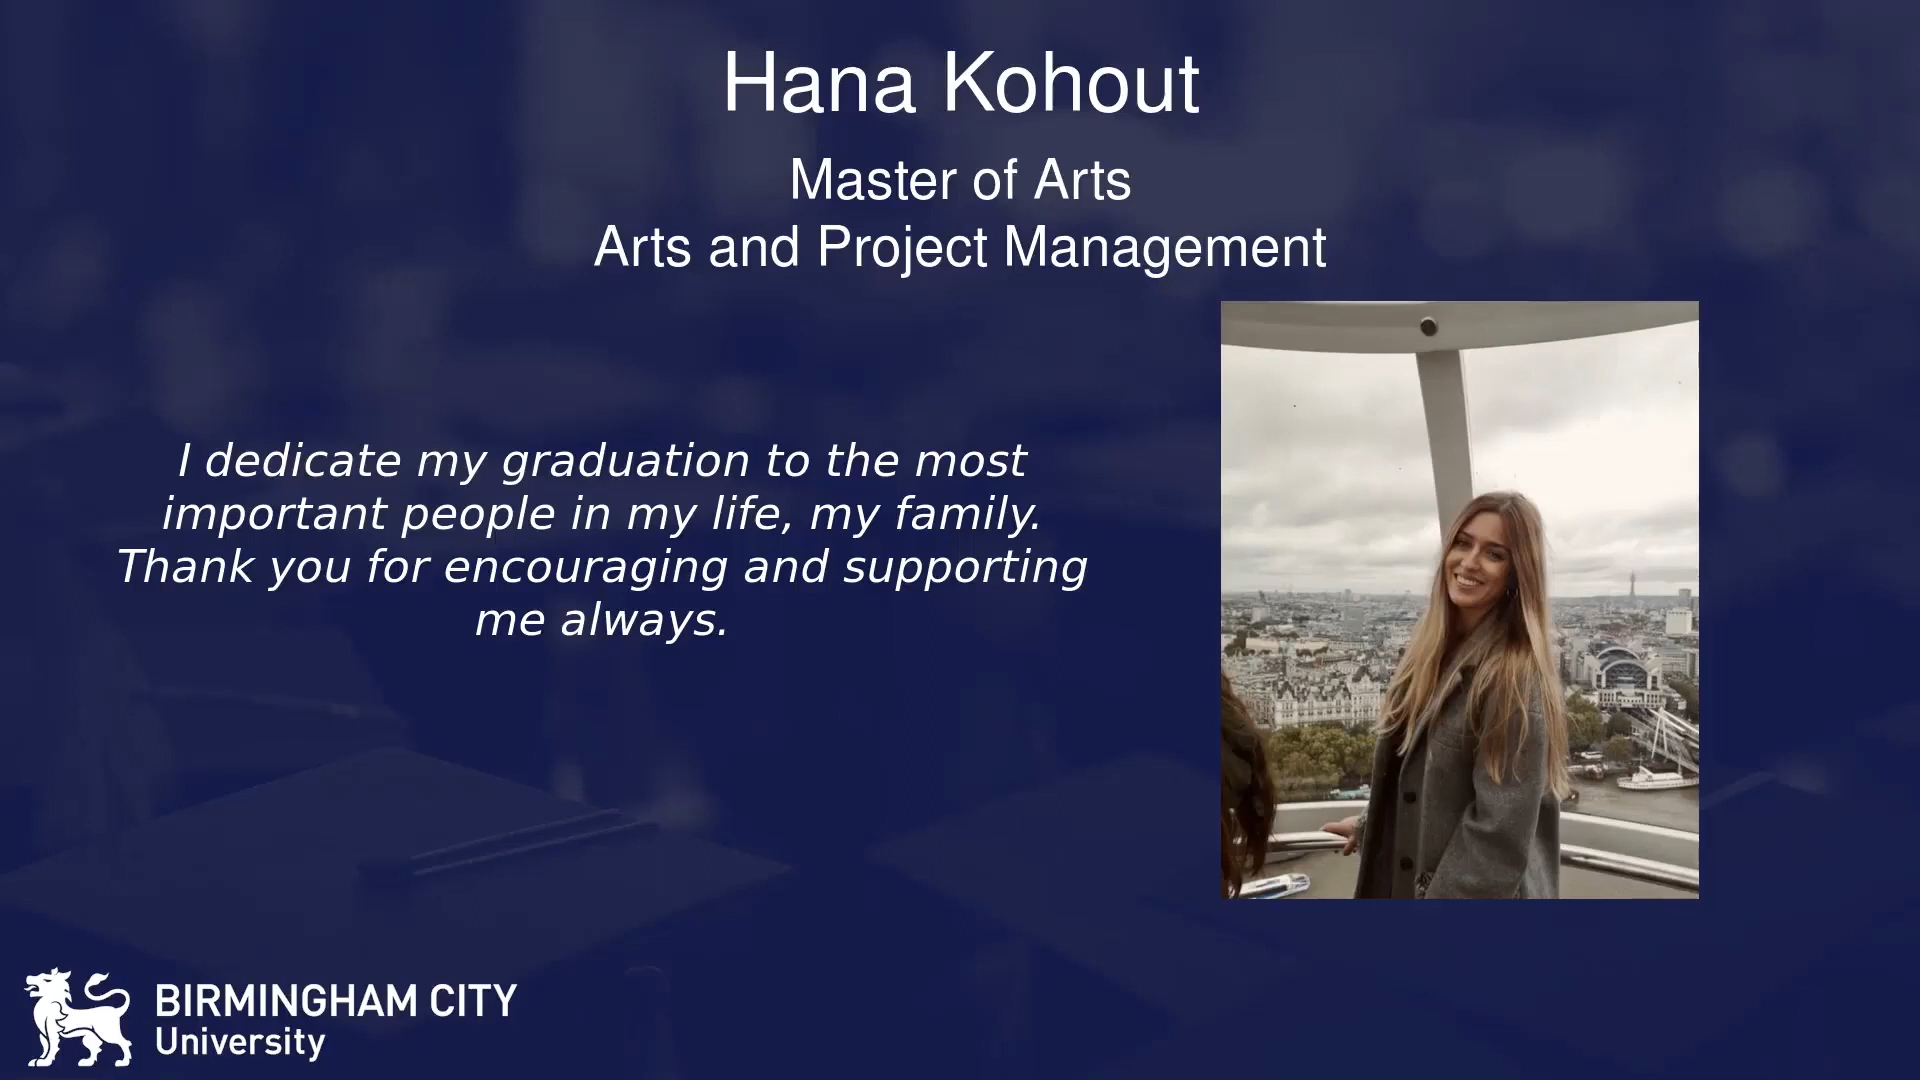 Hana Kohout
Master of Arts
Arts and Project Management
I dedicate my graduation to the most
important people in my life, my family.
Thank you for encouraging and supporting
me always.
BIRMINGHAM CITY
University